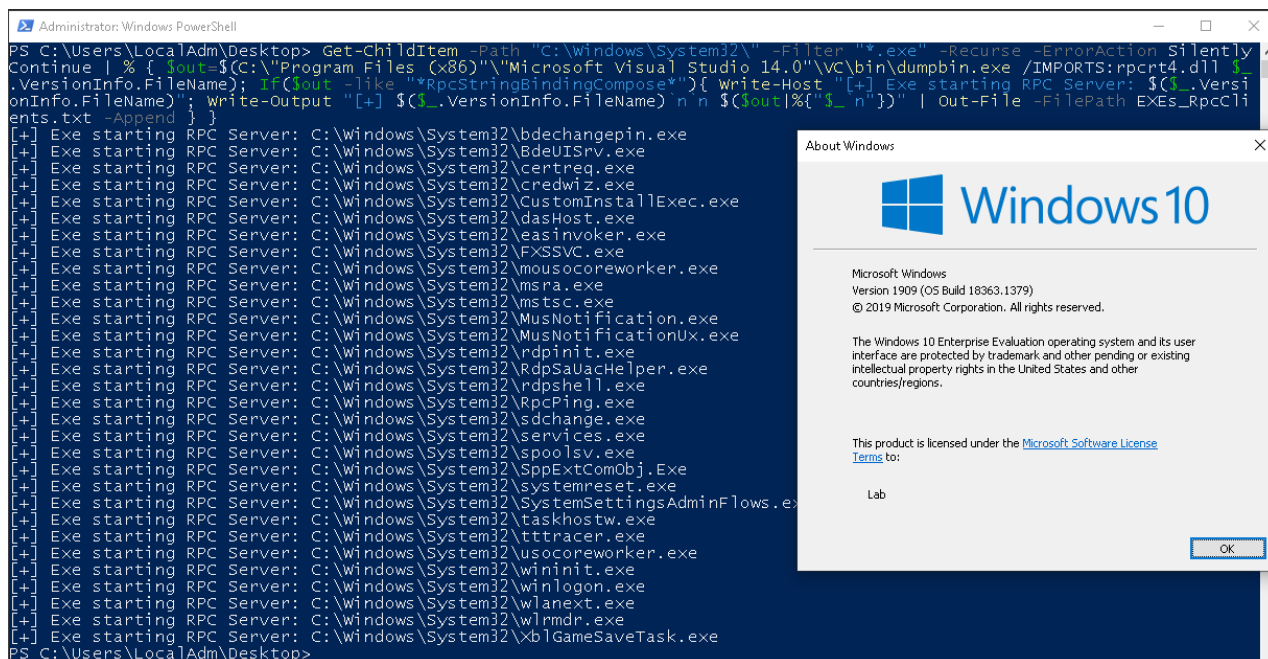 Administrator: Windows PowerShell
PS C:\Users\LocalAdm\Desktop> Get-ChildItem -Path "C:\Windows\System32\" -Filter "*.exe" -Recurse -ErrorAction Silently
Continue | % { $out=$(C:\"Program Files (x86)"\"Microsoft Visual Studio 14.0"\VC\bin\dumpbin.exe /IMPORTS:rpcrt4.dll $_
.VersionInfo.FileName); If($out -like "*RpcStringBindingCompose*"){ Write-Host "[+] Exe starting RPC Server: $($_.Versi
onInfo.FileName)"; Write-Output "[+] $($_.VersionInfo.FileName)`n`n $($out|%{"$_`n"})" | Out-File -FilePath EXEs_RpcCli
ents.txt -Append } }
[+] Exe starting RPC Server: C:\Windows\System32\bdechangepin.exe
[+] Exe starting RPC Server: C:\Windows\System32\BdeUISrv.exe
[+] Exe starting RPC Server: C:\Windows\System32\certreq.exe
[+] Exe starting RPC Server: C:\Windows\System32\credwiz.exe
[+] Exe starting RPC Server: C:\Windows\System32\CustomInstallExec.exe
[+] Exe starting RPC Server: C:\Windows\System32\dasHost.exe
[+] Exe starting RPC Server: C:\Windows\System32\easinvoker.exe
[+] Exe starting RPC Server: C:\Windows\System32\FXSSVC.exe
[+] Exe starting RPC Server: C:\Windows\System32\mousocoreworker.exe
[+] Exe starting RPC Server: C:\Windows\System32\msra.exe
[+] Exe starting RPC Server: C:\Windows\System32\mstsc.exe
[+] Exe starting RPC Server: C:\Windows\System32\MusNotification.exe
[+] Exe starting RPC Server: C:\Windows\System32\MusNotificationUx.exe
[+] Exe starting RPC Server: C:\Windows\System32\rdpinit.exe
[+] Exe starting RPC Server: C:\Windows\System32\RdpSaUacHelper.exe
[+] Exe starting RPC Server: C:\Windows\System32\rdpshell.exe
[+] Exe starting RPC Server: C:\Windows\System32\RpcPing.exe
[+] Exe starting RPC Server: C:\Windows\System32\sdchange.exe
[+] Exe starting RPC Server: C:\Windows\System32\services.exe
[+] Exe starting RPC Server: C:\Windows\System32\spoolsv.exe
[+] Exe starting RPC Server: C:\Windows\System32\SppExtComObj.Exe
[+] Exe starting RPC Server: C:\Windows\System32\systemreset.exe
[+] Exe starting RPC Server: C:\Windows\System32\SystemSettingsAdminFlows.ex
[+] Exe starting RPC Server: C:\Windows\System32\taskhostw.exe
[+] Exe starting RPC Server: C:\Windows\System32\tttracer.exe
[+] Exe starting RPC Server: C:\Windows\System32\usocoreworker.exe
[+] Exe starting RPC Server: C:\Windows\System32\wininit.exe
[+] Exe starting RPC Server: C:\Windows\System32\winlogon.exe
[+] Exe starting RPC Server: C:\Windows\System32\wlanext.exe
[+] Exe starting RPC Server: C:\Windows\System32\wlrmdr.exe
[+] Exe starting RPC Server: C:\Windows\System32\XblGameSaveTask.exe
PS C:\Users\LocalAdm\Desktop>
About Windows
Windows 10
Microsoft Windows
Version 1909 (OS Build 18363.1379)
© 2019 Microsoft Corporation. All rights reserved.
The Windows 10 Enterprise Evaluation operating system and its user
interface are protected by trademark and other pending or existing
intellectual property rights in the United States and other
countries/regions.
This product is licensed under the Microsoft Software License
Terms to:
Lab
OK